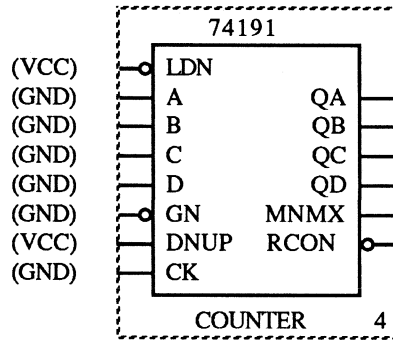 74191
(VCC) LDN
(GND) A QA
(GND) B QB
(GND) C QC
(GND) D QD
(GND) GN MNMX
(VCC) DNUP RCON
(GND) CK
COUNTER 4